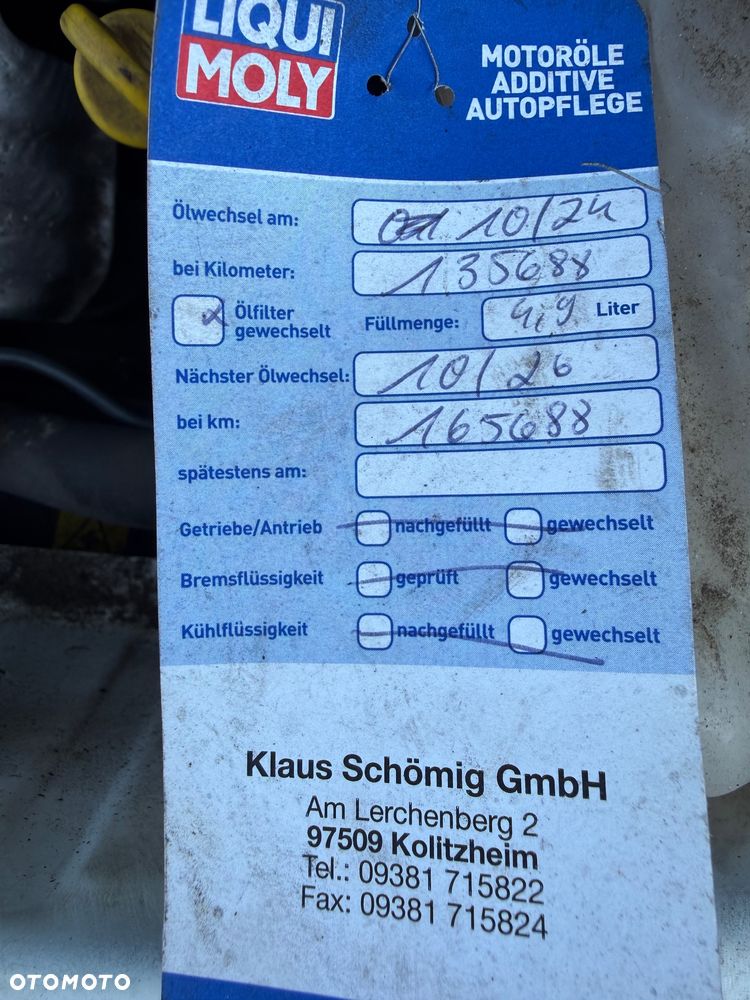 LIQUI
MOLY
MOTORÖLE
ADDITIVE
AUTOPFLEGE
Ölwechsel am: 10/24
bei Kilometer: 135688
x Ölfilter gewechselt Füllmenge: 4,9 Liter
Nächster Ölwechsel: 10/26
bei km: 165688
spätestens am:
Getriebe/Antrieb nachgefüllt gewechselt
Bremsflüssigkeit geprüft gewechselt
Kühlflüssigkeit nachgefüllt gewechselt
Klaus Schömig GmbH
Am Lerchenberg 2
97509 Kolitzheim
Tel.: 09381 715822
Fax: 09381 715824
OTOMOTO